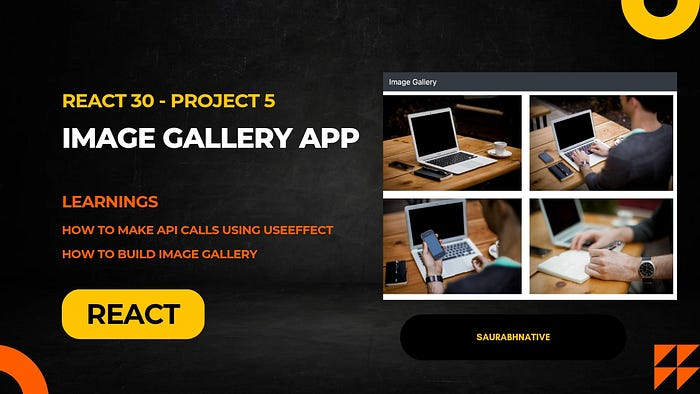 REACT 30 - PROJECT 5
IMAGE GALLERY APP
LEARNINGS
HOW TO MAKE API CALLS USING USEEFFECT
HOW TO BUILD IMAGE GALLERY
REACT
Image Gallery
SAURABHNATIVE